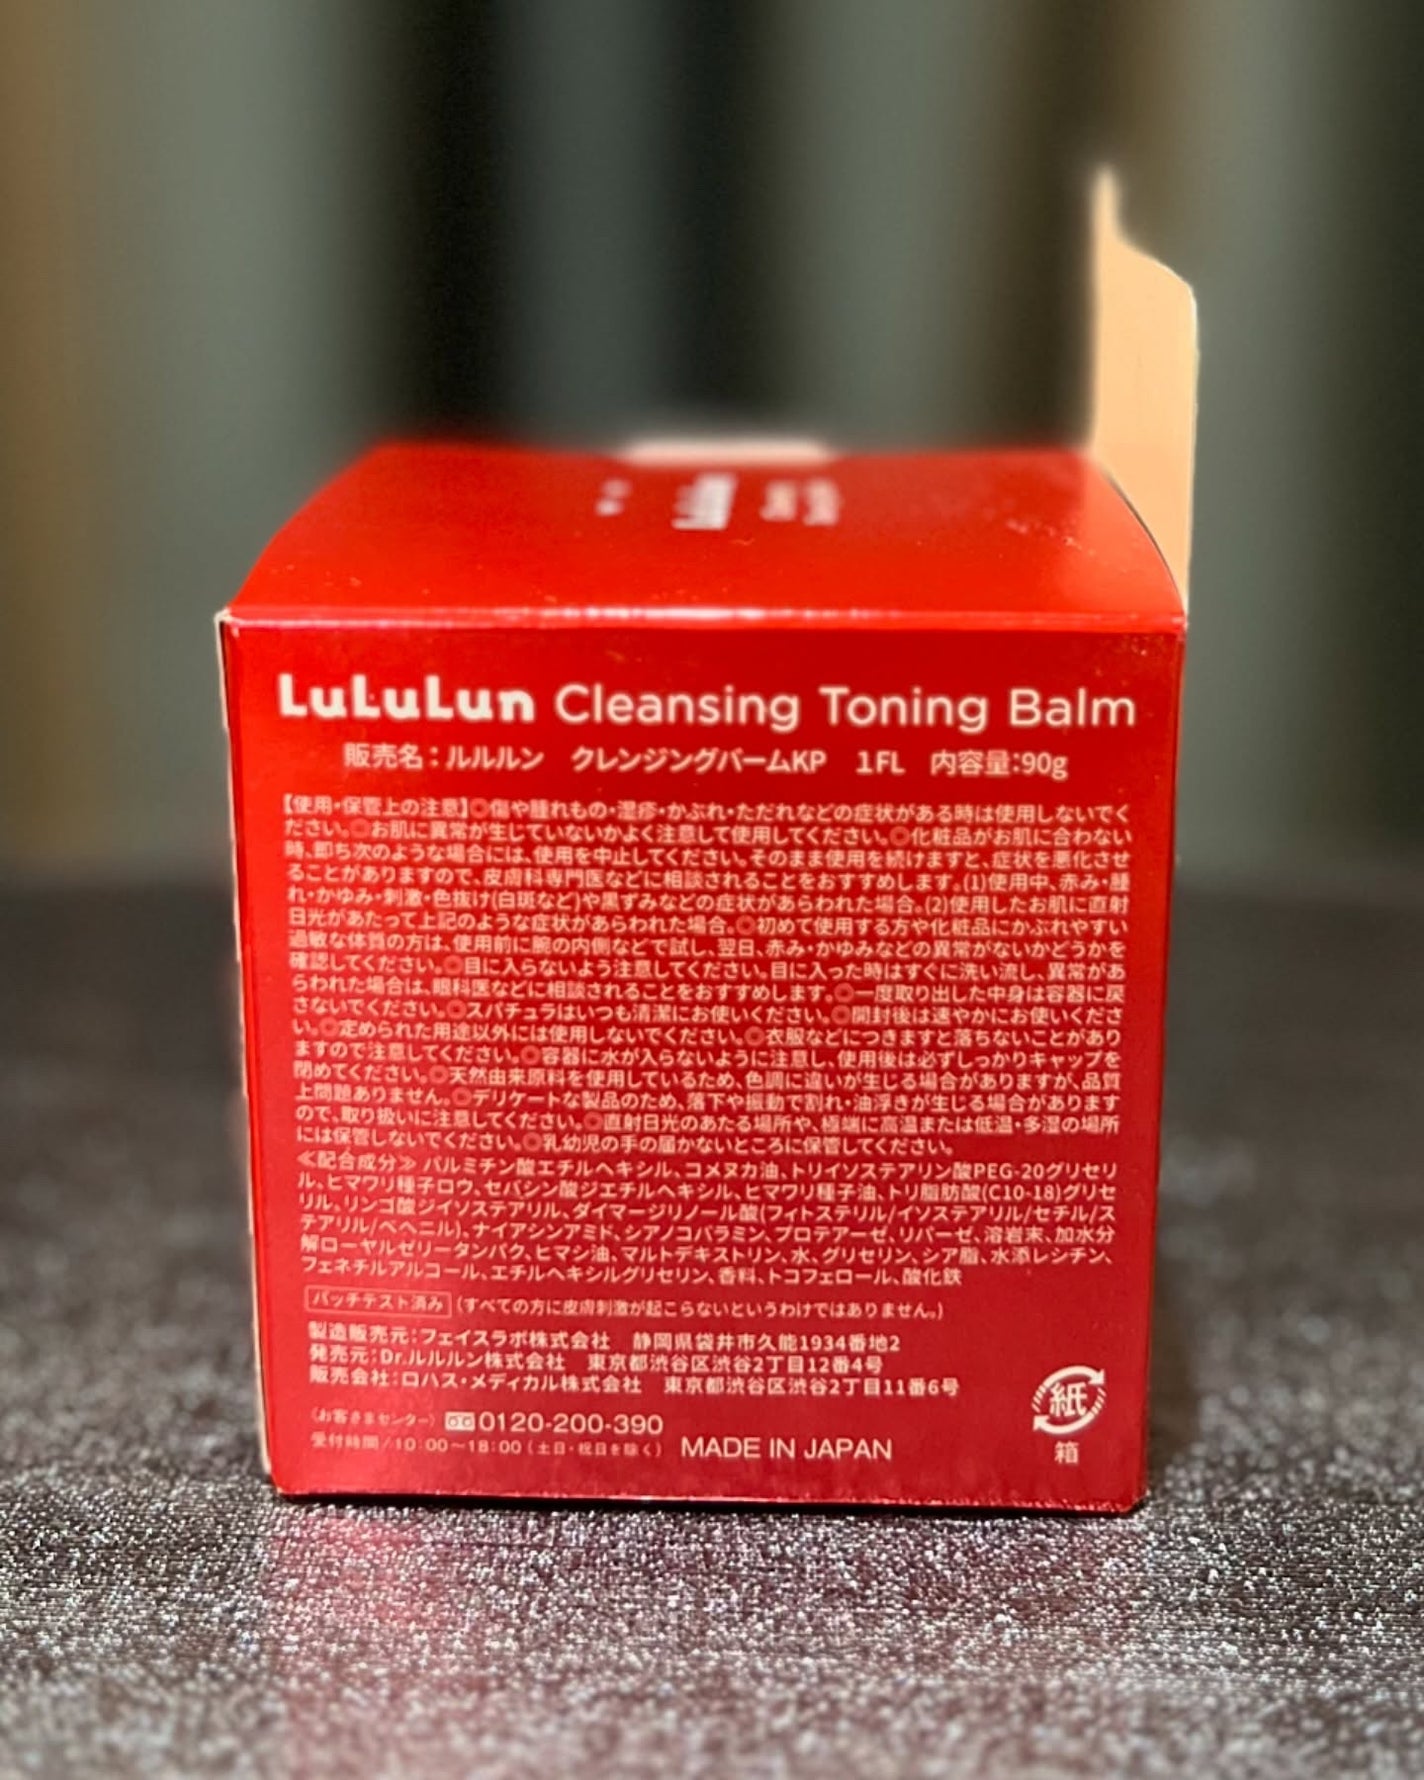 LuLuLun Cleansing Toning Balm
販売名：ルルルン　クレンジングバームKP　1FL　内容量：90g
【使用・保管上の注意】◎傷や腫れもの・湿疹・かぶれ・ただれなどの症状がある時は使用しないでく
ださい。◎お肌に異常が生じていないかよく注意して使用してください。◎化粧品がお肌に合わない
時、即ち次のような場合には、使用を中止してください。そのまま使用を続けますと、症状を悪化させ
ることがありますので、皮膚科専門医などに相談されることをおすすめします。(1)使用中、赤み・腫
れ・かゆみ・刺激・色抜け(白斑など)や黒ずみなどの症状があらわれた場合。(2)使用したお肌に直射
日光があたって上記のような症状があらわれた場合。◎初めて使用する方や化粧品にかぶれやすい
過敏な体質の方は、使用前に腕の内側などで試し、翌日、赤み・かゆみなどの異常がないかどうかを
確認してください。◎目に入らないよう注意してください。目に入った時はすぐに洗い流し、異常があ
らわれた場合は、眼科医などに相談されることをおすすめします。◎一度取り出した中身は容器に戻
さないでください。◎スパチュラはいつも清潔にお使いください。◎開封後は速やかにお使いくださ
い。◎定められた用途以外には使用しないでください。◎衣服などにつきますと落ちないことがあり
ますので注意してください。◎容器に水が入らないように注意し、使用後は必ずしっかりキャップを
閉めてください。◎天然由来原料を使用しているため、色調に違いが生じる場合がありますが、品質
上問題ありません。◎デリケートな製品のため、落下や振動で割れ・油浮きが生じる場合があります
ので、取り扱いに注意してください。◎直射日光のあたる場所や、極端に高温または低温・多湿の場所
には保管しないでください。◎乳幼児の手の届かないところに保管してください。
≪配合成分≫ パルミチン酸エチルヘキシル、コメヌカ油、トリイソステアリン酸PEG-20グリセリ
ル、ヒマワリ種子ロウ、セバシン酸ジエチルヘキシル、ヒマワリ種子油、トリ脂肪酸(C10-18)グリセ
リル、リンゴ酸ジイソステアリル、ダイマージリノール酸(フィトステリル/イソステアリル/セチル/ス
テアリル/ベヘニル)、ナイアシンアミド、シアノコバラミン、プロテアーゼ、リパーゼ、溶岩末、加水分
解ローヤルゼリータンパク、ヒマシ油、マルトデキストリン、水、グリセリン、シア脂、水添レシチン、
フェネチルアルコール、エチルヘキシルグリセリン、香料、トコフェロール、酸化鉄
パッチテスト済み (すべての方に皮膚刺激が起こらないというわけではありません。)
製造販売元：フェイスラボ株式会社　静岡県袋井市久能1934番地2
発売元：Dr.ルルルン株式会社　東京都渋谷区渋谷2丁目12番4号
販売会社：ロハス・メディカル株式会社　東京都渋谷区渋谷2丁目11番6号
(お客さまセンター) 0120-200-390
受付時間/10：00〜18：00(土日・祝日を除く) MADE IN JAPAN
紙
箱